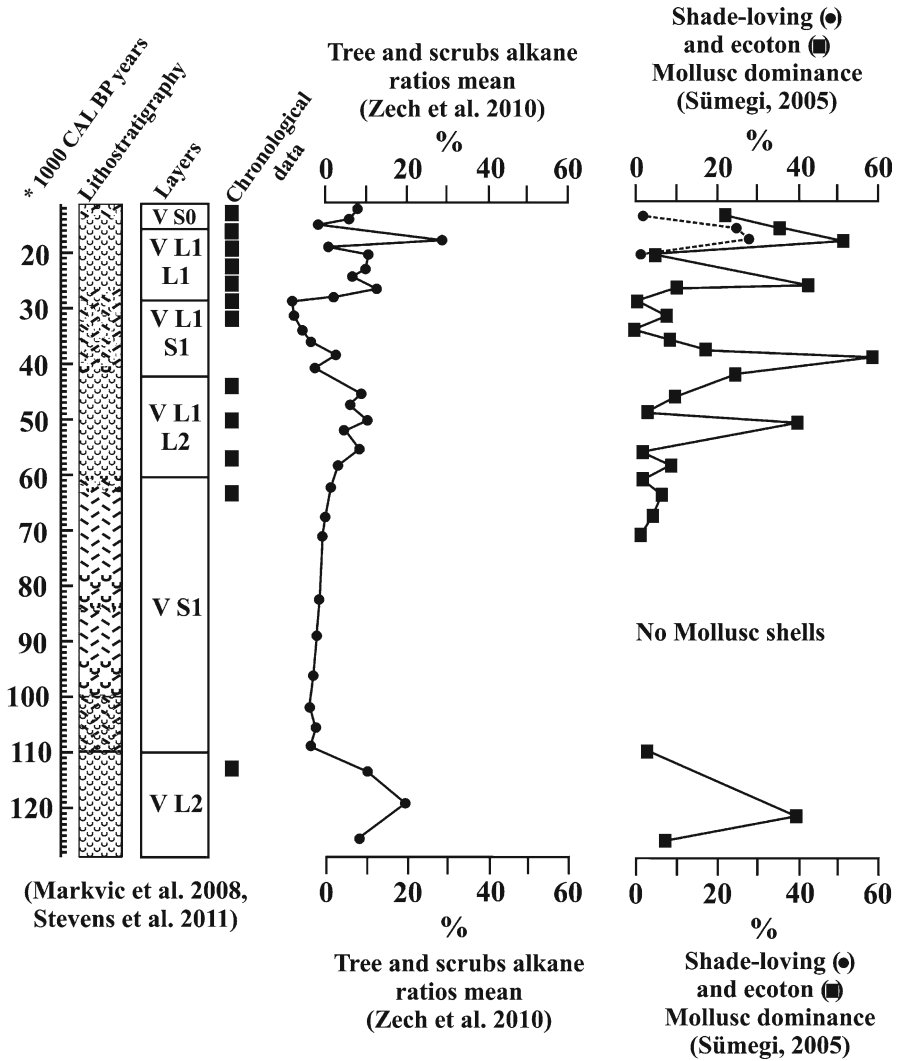 * 1000 CAL BP years
Lithostratigraphy
Layers
Chronological
data
Tree and scrubs alkane
ratios mean
(Zech et al. 2010)
%
0 20 40 60
Shade-loving (●)
and ecoton (■)
Mollusc dominance
(Sümegi, 2005)
%
0 20 40 60
20
30
40
50
60
70
80
90
100
110
120
V S0
V L1
L1
V L1
S1
V L1
L2
V S1
V L2
No Mollusc shells
(Markvic et al. 2008,
Stevens et al. 2011)
0 20 40 60
%
Tree and scrubs alkane
ratios mean
(Zech et al. 2010)
0 20 40 60
%
Shade-loving (●)
and ecoton (■)
Mollusc dominance
(Sümegi, 2005)